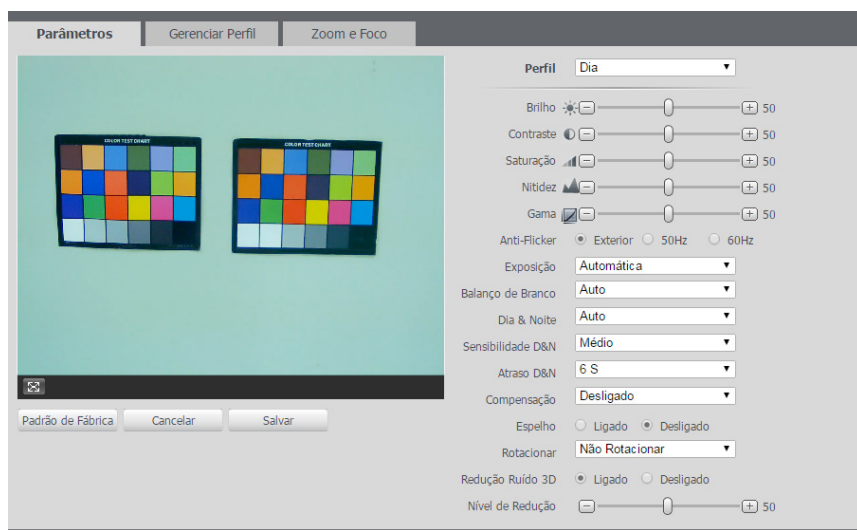 Parâmetros
Gerenciar Perfil
Zoom e Foco
COLOR TEST CHART
COLOR TEST CHART
Padrão de Fábrica
Cancelar
Salvar
Perfil Dia
Brilho 50
Contraste 50
Saturação 50
Nitidez 50
Gama 50
Anti-Flicker Exterior 50Hz 60Hz
Exposição Automática
Balanço de Branco Auto
Dia & Noite Auto
Sensibilidade D&N Médio
Atraso D&N 6 S
Compensação Desligado
Espelho Ligado Desligado
Rotacionar Não Rotacionar
Redução Ruído 3D Ligado Desligado
Nível de Redução 50